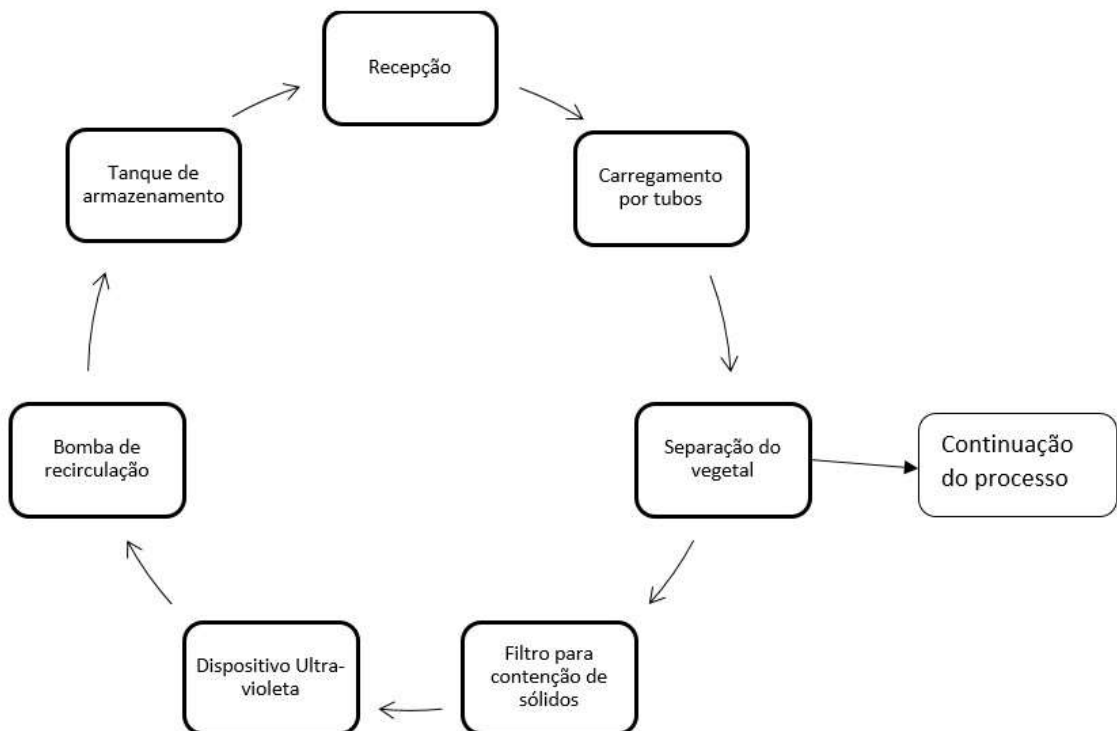 Recepção
Carregamento
por tubos
Separação do
vegetal
Continuação
do processo
Filtro para
contenção de
sólidos
Dispositivo Ultra-
violeta
Bomba de
recirculação
Tanque de
armazenamento